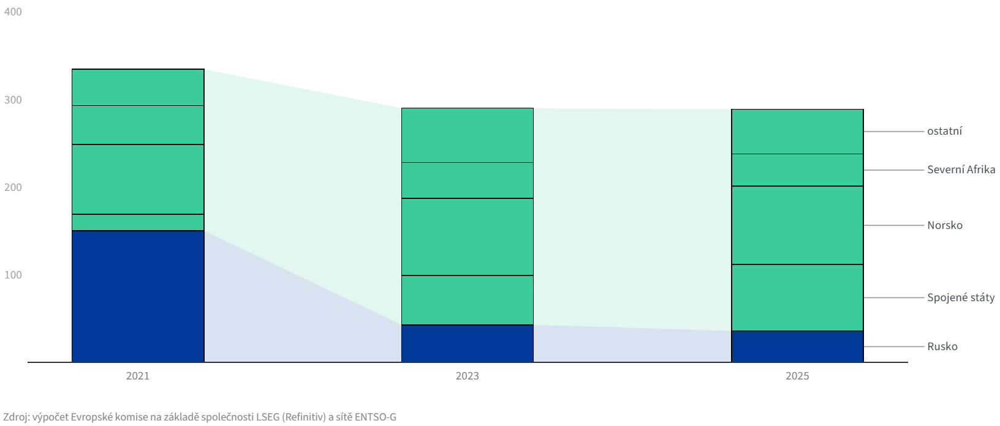 400
300
200
100
ostatní
Severní Afrika
Norsko
Spojené státy
Rusko
2021 2023 2025
Zdroj: výpočet Evropské komise na základě společnosti LSEG (Refinitiv) a sítě ENTSO-G